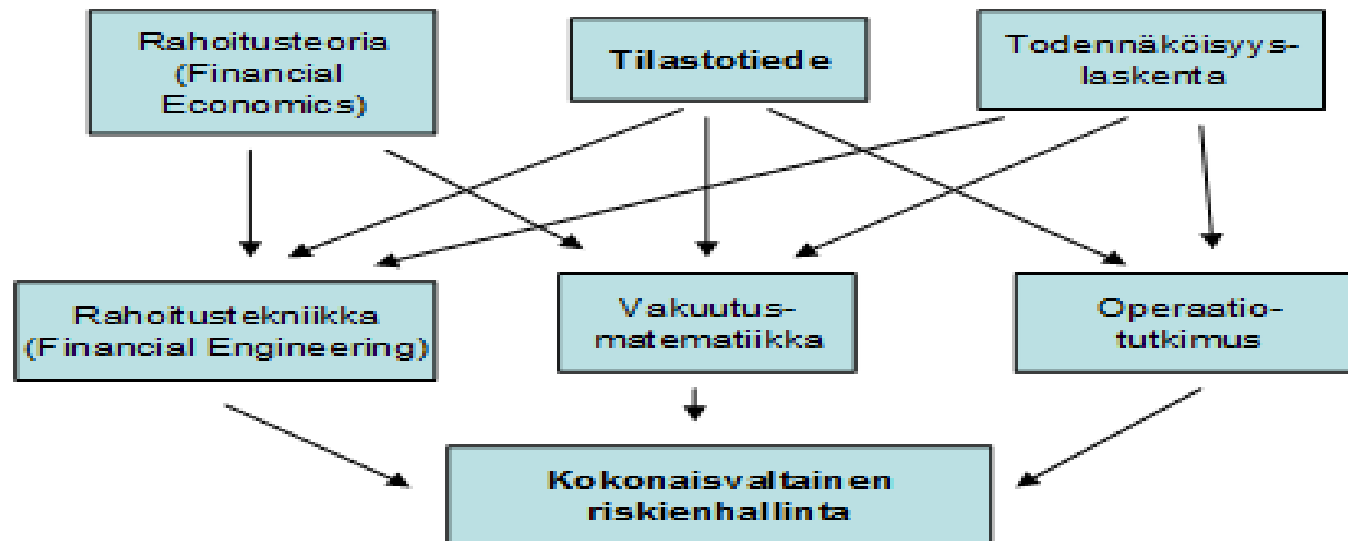 Rahoitusteoria
(Financial
Economics)
Tilastotiede
Todennäköisyys-
laskenta
Rahoitustekniikka
(Financial Engineering)
Vakuutus-
matematiikka
Operaatio-
tutkimus
Kokonaisvaltainen
riskienhallinta